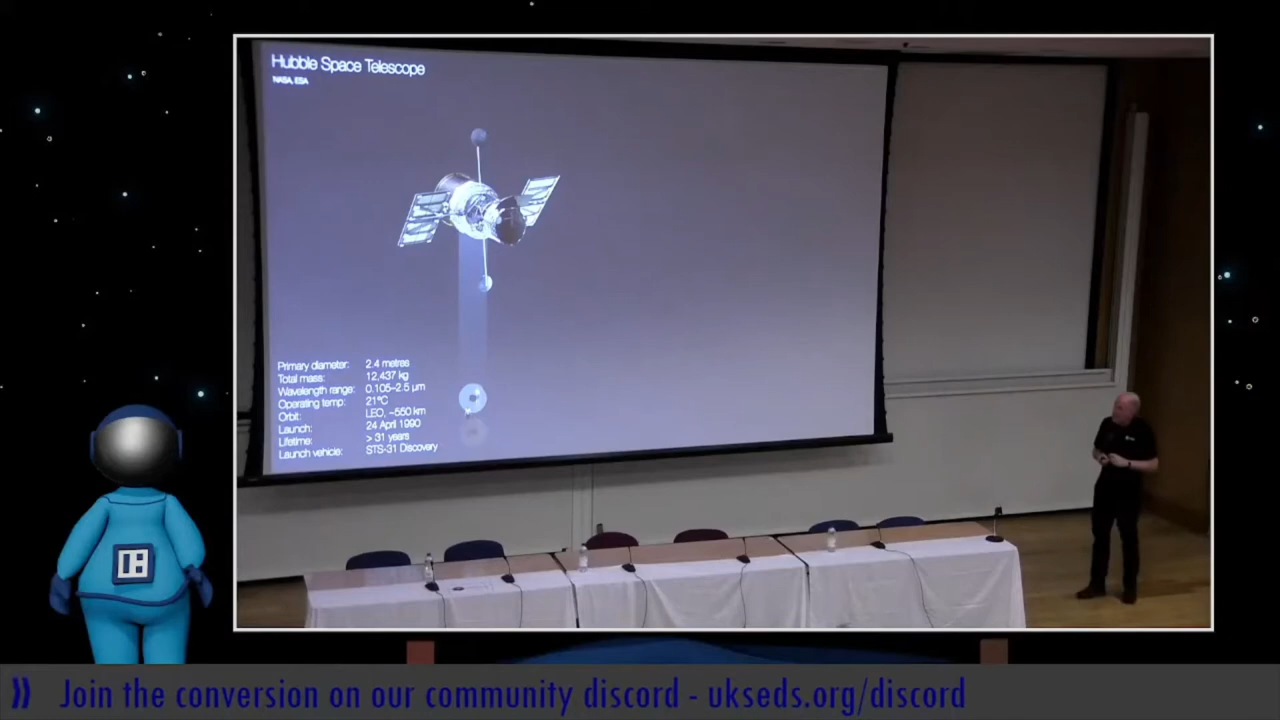 Hubble Space Telescope
NASA, ESA
Primary diameter: 2.4 metres
Total mass: 12,437 kg
Wavelength range: 0.105–2.5 µm
Operating temp: 21ºC
Orbit: LEO, ~550 km
Launch: 24 April 1990
Lifetime: > 31 years
Launch vehicle: STS-31 Discovery
» Join the conversion on our community discord - ukseds.org/discord